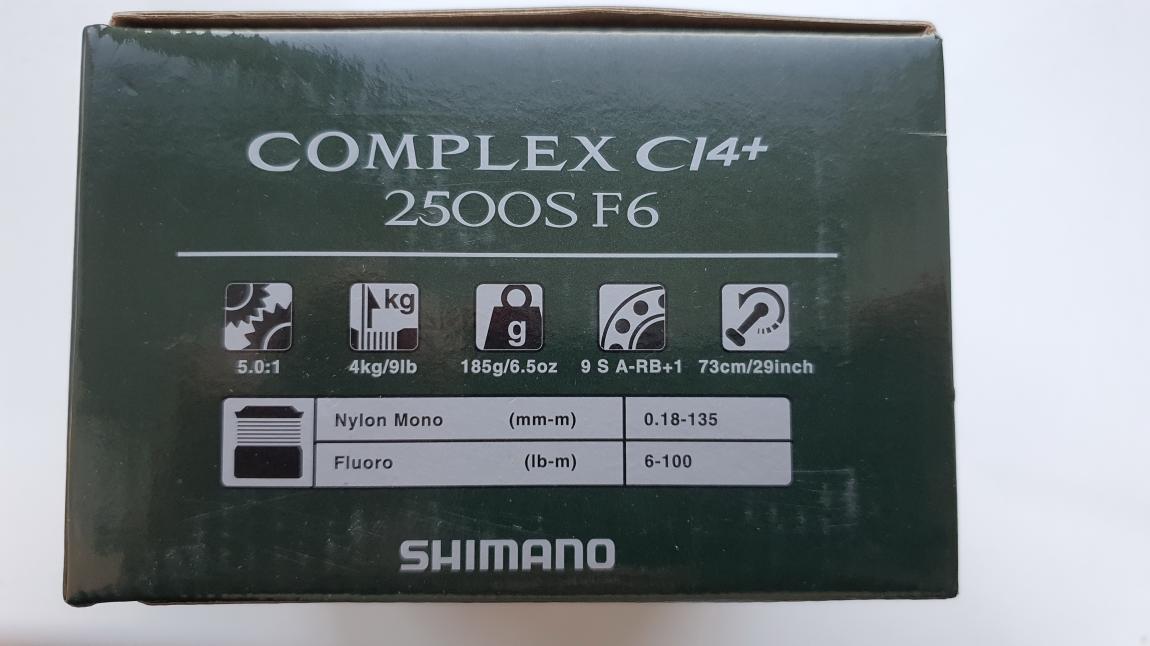 COMPLEX CI4+
2500S F6
kg
g
5.0:1 4kg/9lb 185g/6.5oz 9 S A-RB+1 73cm/29inch
Nylon Mono (mm-m) 0.18-135
Fluoro (lb-m) 6-100
SHIMANO